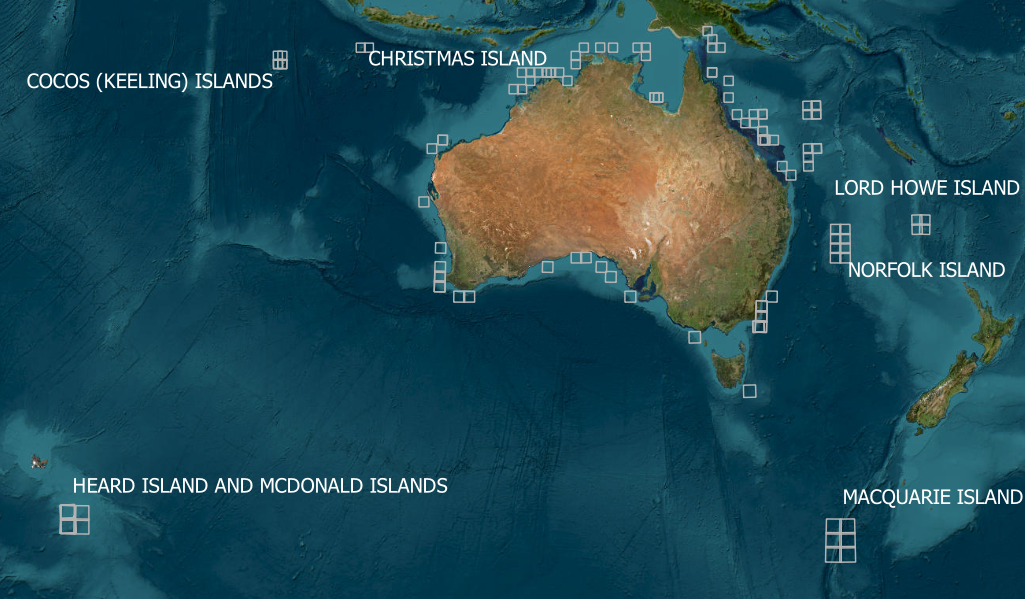 CHRISTMAS ISLAND
COCOS (KEELING) ISLANDS
LORD HOWE ISLAND
NORFOLK ISLAND
HEARD ISLAND AND MCDONALD ISLANDS
MACQUARIE ISLAND